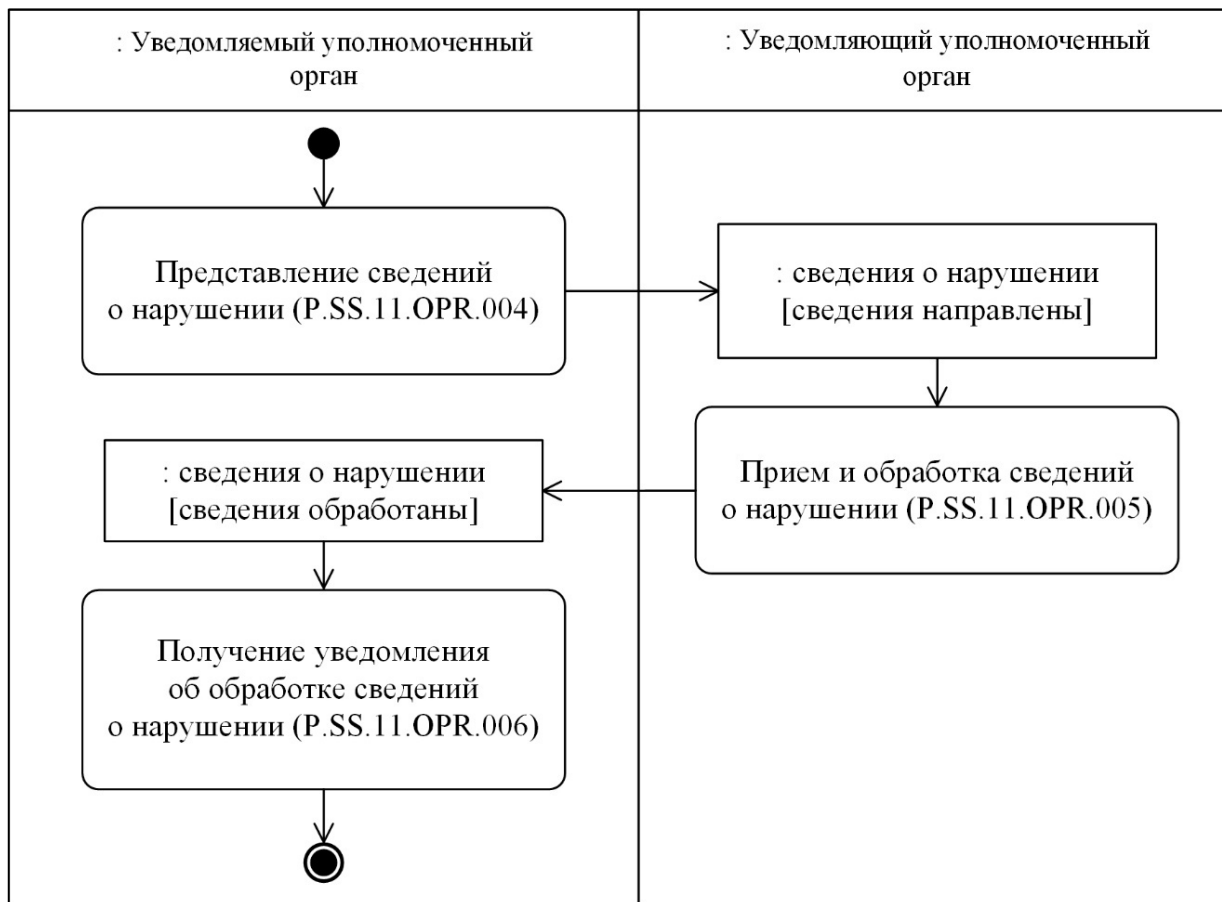 : Уведомляемый уполномоченный
орган
: Уведомляющий уполномоченный
орган
Представление сведений
о нарушении (P.SS.11.OPR.004)
: сведения о нарушении
[сведения направлены]
: сведения о нарушении
[сведения обработаны]
Прием и обработка сведений
о нарушении (P.SS.11.OPR.005)
Получение уведомления
об обработке сведений
о нарушении (P.SS.11.OPR.006)